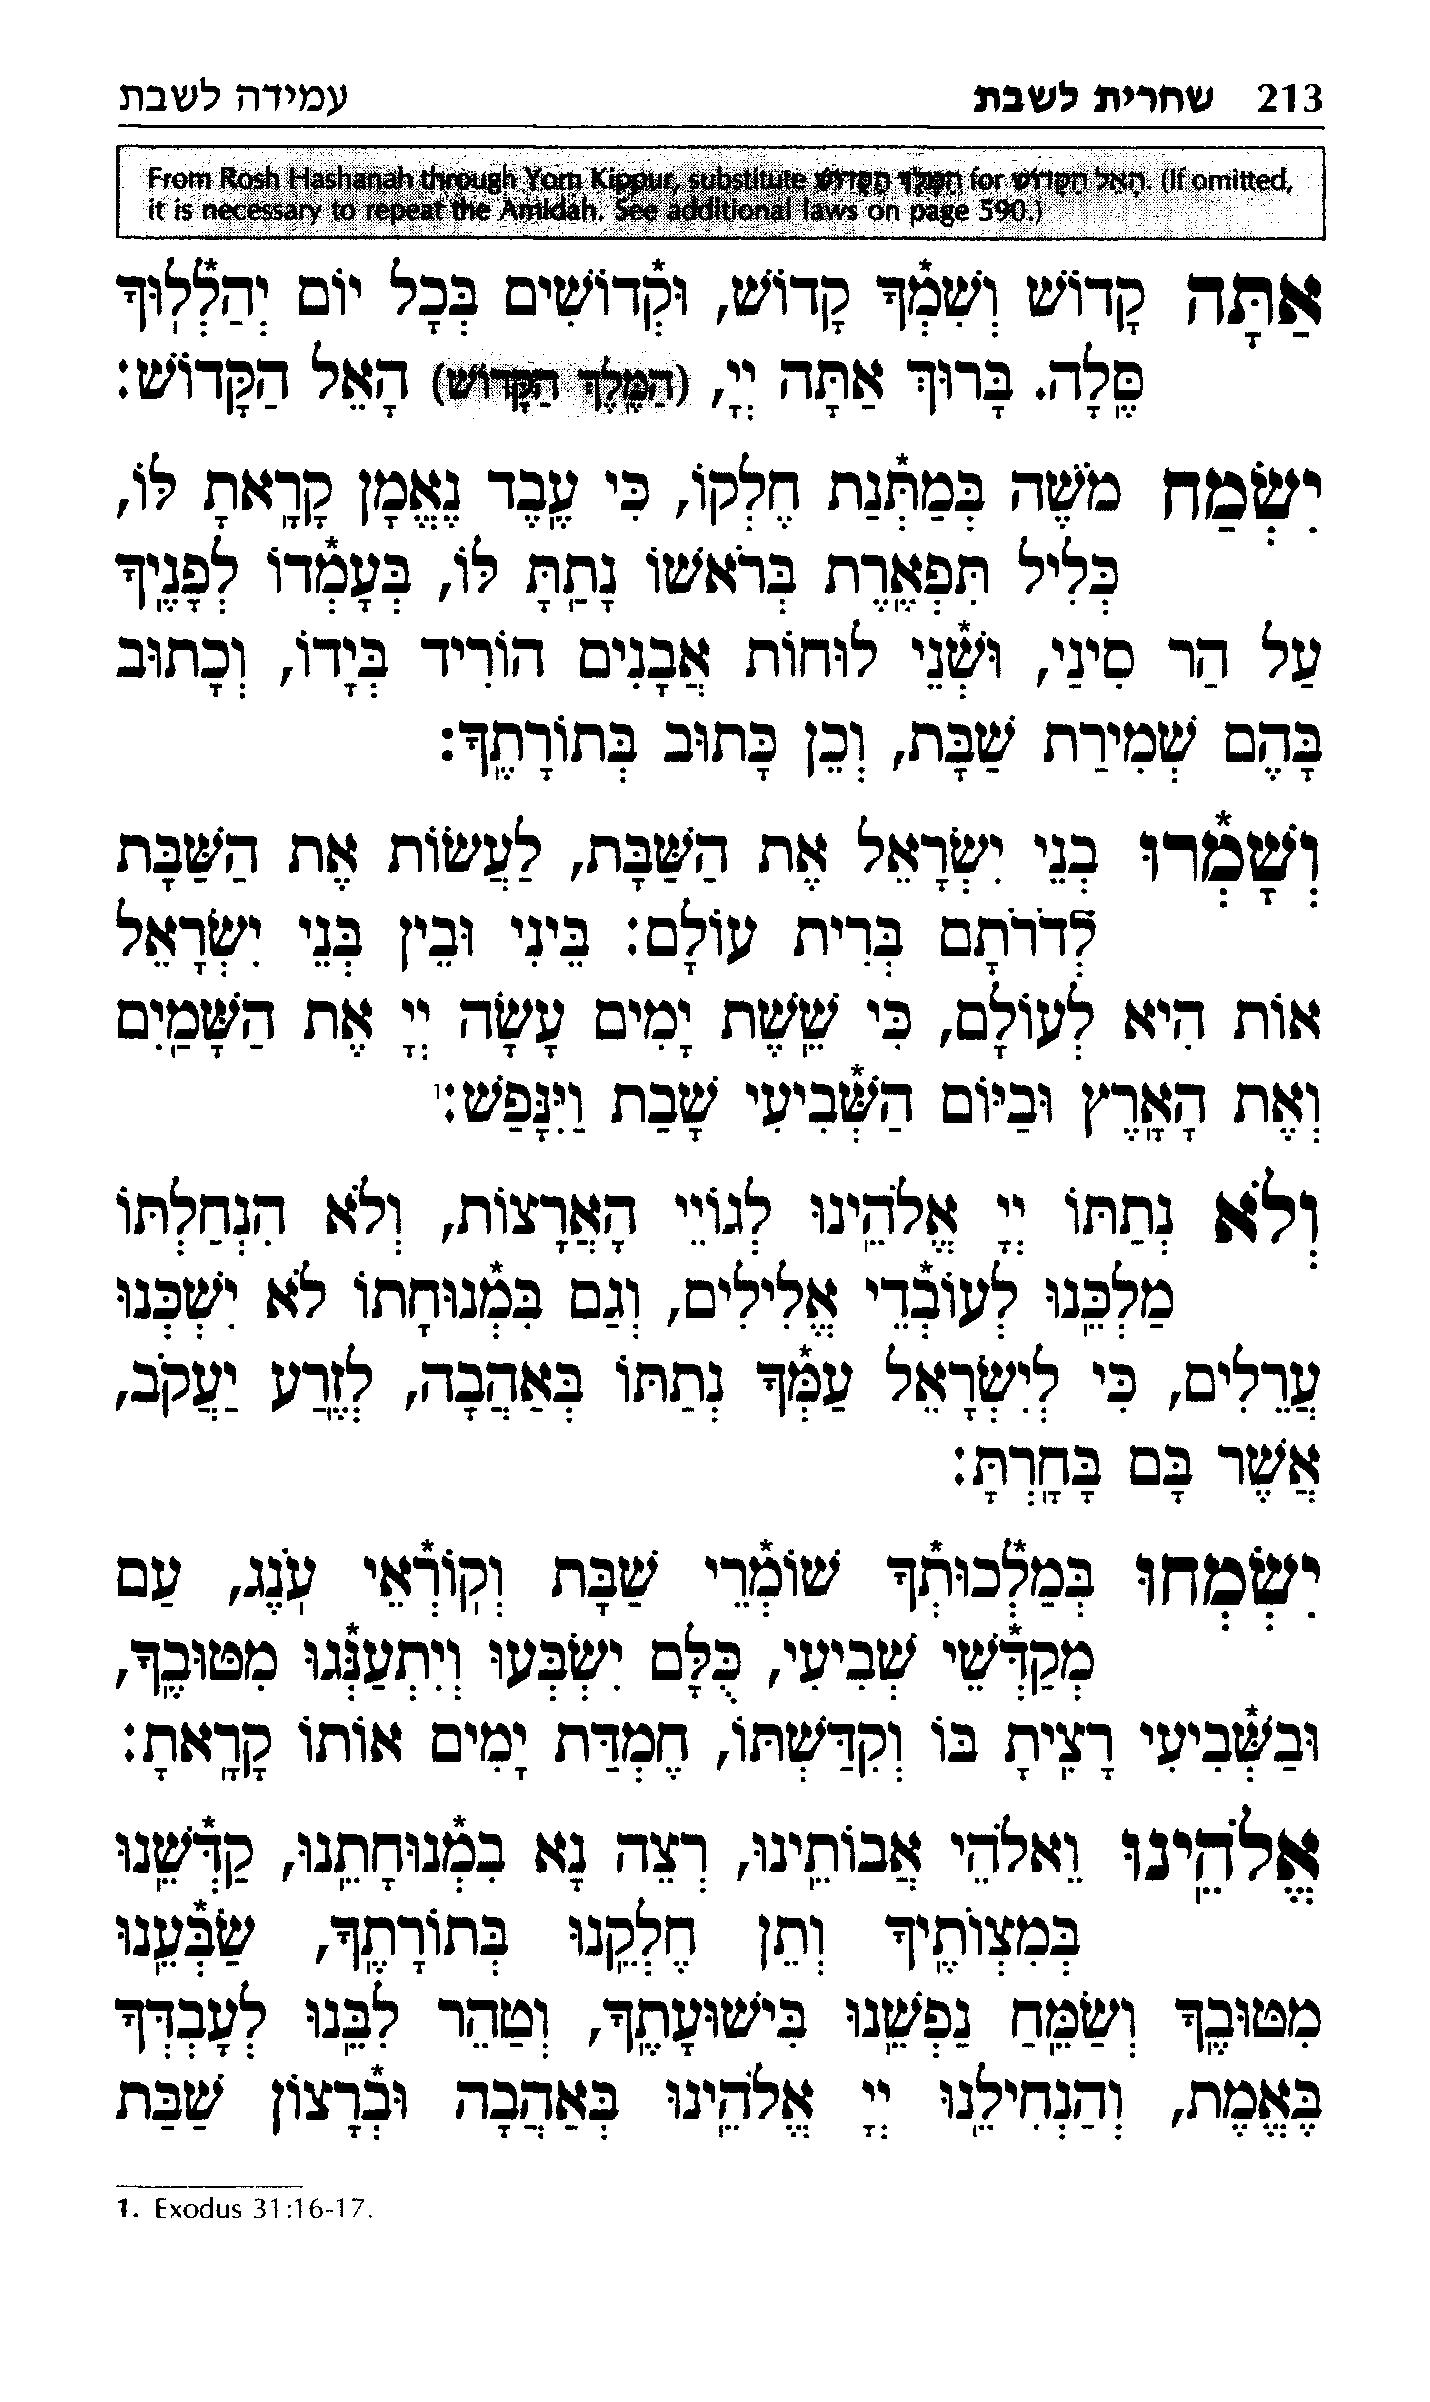 213 שחרית לשבת עמידה לשבת
From Rosh Hashanah through Yom Kippur, substitute הַמֶּלֶךְ הַקָּדוֹשׁ for הָאֵל הַקָּדוֹשׁ. (If omitted,
it is necessary to repeat the Amidah. See additional laws on page 590.)
אַתָּה קָדוֹשׁ וְשִׁמְ֯ךָ קָדוֹשׁ, וּקְ֯דוֹשִׁים בְּכָל יוֹם יְהַלְ֯לֽוּךָ
סֶּֽלָה. בָּרוּךְ אַתָּה יְיָ, (הַמֶּֽלֶךְ הַקָּדוֹשׁ) הָאֵל הַקָּדוֹשׁ:
יִשְׂמַח מֹשֶׁה בְּמַתְּ֯נַת חֶלְקוֹ, כִּי עֶֽבֶד נֶאֱמָן קָרָֽאתָ לוֹ,
כְּלִיל תִּפְאֶֽרֶת בְּרֹאשׁוֹ נָתַֽתָּ לּוֹ, בְּעָמְ֯דוֹ לְפָנֶֽיךָ
עַל הַר סִינַי, וּשְׁ֯נֵי לוּחוֹת אֲבָנִים הוֹרִיד בְּיָדוֹ, וְכָתוּב
בָּהֶם שְׁמִירַת שַׁבָּת, וְכֵן כָּתוּב בְּתוֹרָתֶֽךָ:
וְשָׁמְ֯רוּ בְנֵי יִשְׂרָאֵל אֶת הַשַּׁבָּת, לַעֲשׂוֹת אֶת הַשַּׁבָּת
לְדֹרֹתָם בְּרִית עוֹלָם: בֵּינִי וּבֵין בְּנֵי יִשְׂרָאֵל
אוֹת הִיא לְעוֹלָם, כִּי שֵֽׁשֶׁת יָמִים עָשָׂה יְיָ אֶת הַשָּׁמַֽיִם
וְאֶת הָאָֽרֶץ וּבַיּוֹם הַשְּׁ֯בִיעִי שָׁבַת וַיִּנָּפַשׁ:¹
וְלֹא נְתַתּוֹ יְיָ אֱלֹהֵֽינוּ לְגוֹיֵי הָאֲרָצוֹת, וְלֹא הִנְחַלְתּוֹ
מַלְכֵּֽנוּ לְעוֹבְ֯דֵי אֱלִילִים, וְגַם בִּמְ֯נוּחָתוֹ לֹא יִשְׁכְּנוּ
עֲרֵלִים, כִּי לְיִשְׂרָאֵל עַמְּ֯ךָ נְתַתּוֹ בְּאַהֲבָה, לְזֶֽרַע יַעֲקֹב,
אֲשֶׁר בָּם בָּחָֽרְתָּ:
יִשְׂמְחוּ בְמַלְ֯כוּתְ֯ךָ שׁוֹמְ֯רֵי שַׁבָּת וְקֽוֹרְ֯אֵי עֹֽנֶג, עַם
מְקַדְּ֯שֵׁי שְׁבִיעִי, כֻּלָּם יִשְׂבְּעוּ וְיִתְעַנְּ֯גוּ מִטּוּבֶֽךָ,
וּבַשְּׁ֯בִיעִי רָצִֽיתָ בּוֹ וְקִדַּשְׁתּוֹ, חֶמְדַּת יָמִים אוֹתוֹ קָרָֽאתָ:
אֱלֹהֵֽינוּ וֵאלֹהֵי אֲבוֹתֵֽינוּ, רְצֵה נָא בִמְ֯נוּחָתֵֽנוּ, קַדְּ֯שֵֽׁנוּ
בְּמִצְוֹתֶֽיךָ וְתֵן חֶלְקֵֽנוּ בְּתוֹרָתֶֽךָ, שַׂבְּ֯עֵֽנוּ
מִטּוּבֶֽךָ וְשַׂמֵּֽחַ נַפְשֵֽׁנוּ בִּישׁוּעָתֶֽךָ, וְטַהֵר לִבֵּֽנוּ לְעָבְדְּךָ
בֶּאֱמֶת, וְהַנְחִילֵֽנוּ יְיָ אֱלֹהֵֽינוּ בְּאַהֲבָה וּבְ֯רָצוֹן שַׁבַּת
1. Exodus 31:16-17.